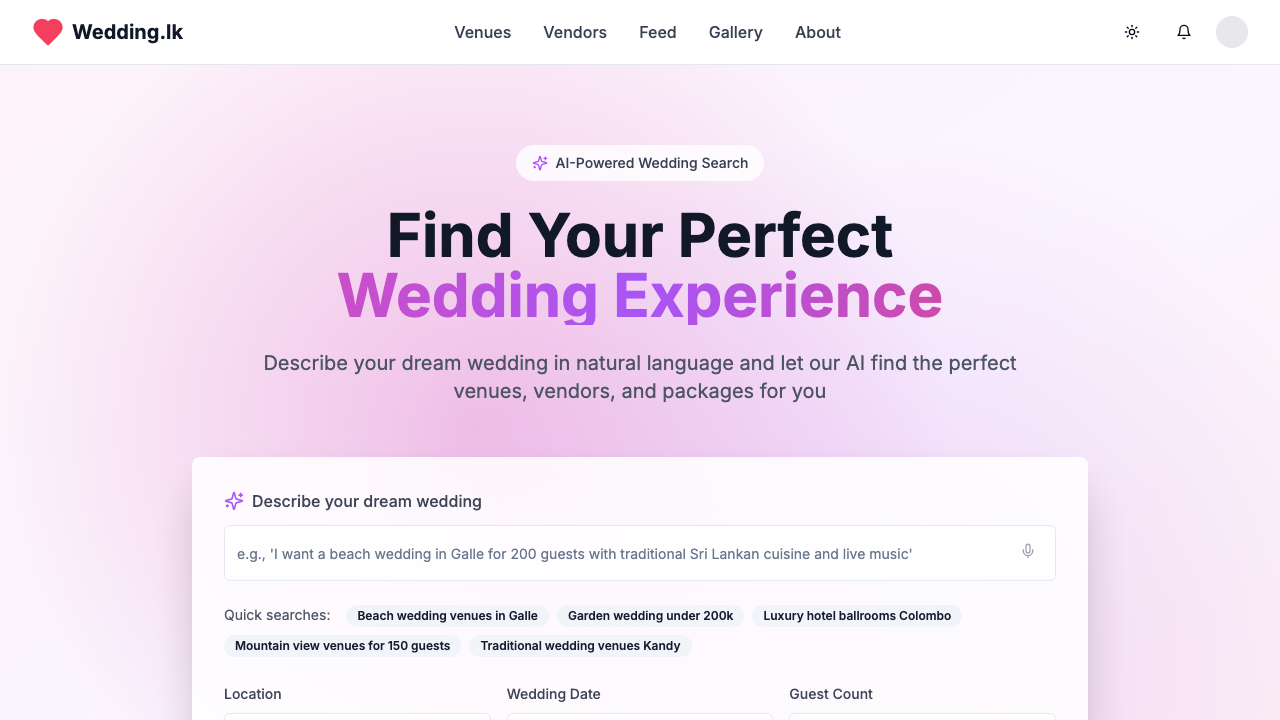 Wedding.lk
Venues
Vendors
Feed
Gallery
About
AI-Powered Wedding Search
Find Your Perfect
Wedding Experience
Describe your dream wedding in natural language and let our AI find the perfect
venues, vendors, and packages for you
Describe your dream wedding
e.g., 'I want a beach wedding in Galle for 200 guests with traditional Sri Lankan cuisine and live music'
Quick searches:
Beach wedding venues in Galle
Garden wedding under 200k
Luxury hotel ballrooms Colombo
Mountain view venues for 150 guests
Traditional wedding venues Kandy
Location
Wedding Date
Guest Count